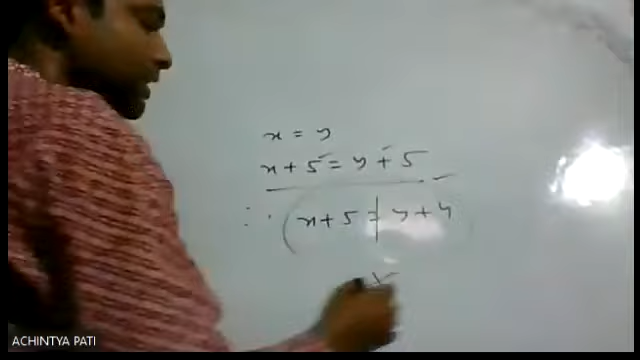 x = y
x + 5 = y + 5
∴ x + 5 ≠ y + 4
ACHINTYA PATI